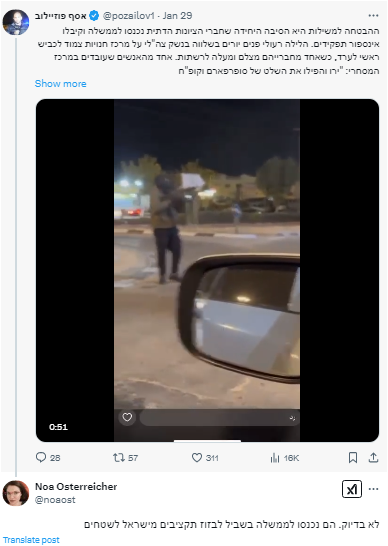 אסף פוזיילוב @pozailov1 · Jan 29
ההבטחה למשילות היא הסיבה היחידה שחברי הציונות הדתית נכנסו לממשלה וקיבלו
אינספור תפקידים. הלילה רעולי פנים יורים בשלווה בנשק צה"לי על מרכז חנויות צמוד לכביש
ראשי לערד, כשאחד מחבריהם מצלם ומעלה לרשתות. אחד מהאנשים שעובדים במרכז
המסחרי: "ירו והפילו את השלט של סופרפארם וקופ"ח
Show more
0:51
28 57 311 16K
Noa Osterreicher
@noaost
לא בדיוק. הם נכנסו לממשלה בשביל לבזוז תקציבים מישראל לשטחים
Translate post